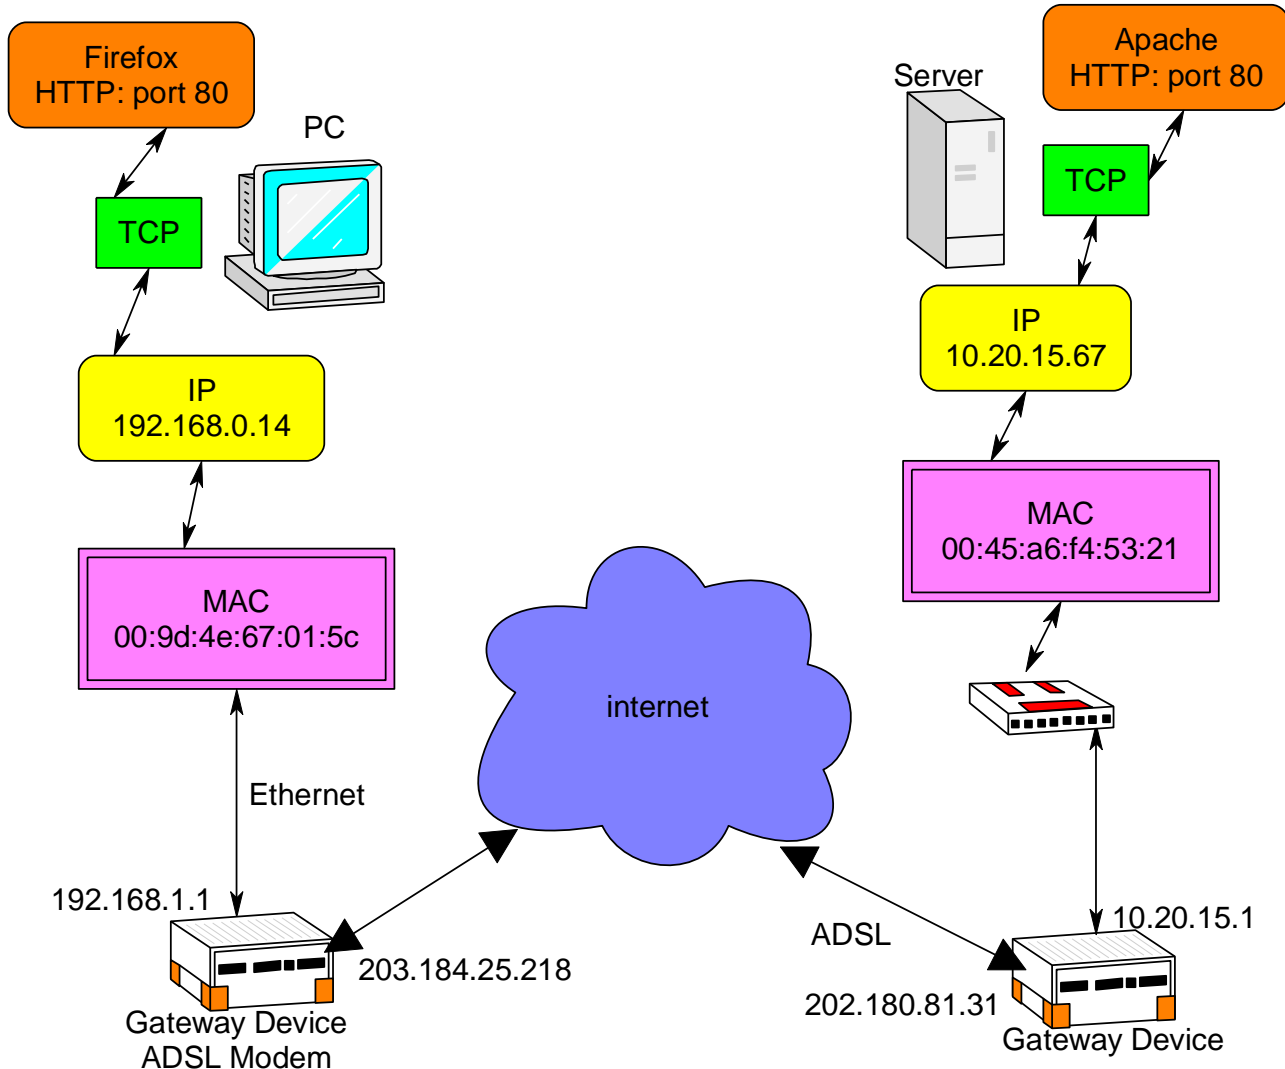 Firefox
HTTP: port 80
PC
TCP
IP
192.168.0.14
MAC
00:9d:4e:67:01:5c
Ethernet
192.168.1.1
203.184.25.218
Gateway Device
ADSL Modem
internet
Server
Apache
HTTP: port 80
TCP
IP
10.20.15.67
MAC
00:45:a6:f4:53:21
ADSL
10.20.15.1
202.180.81.31
Gateway Device